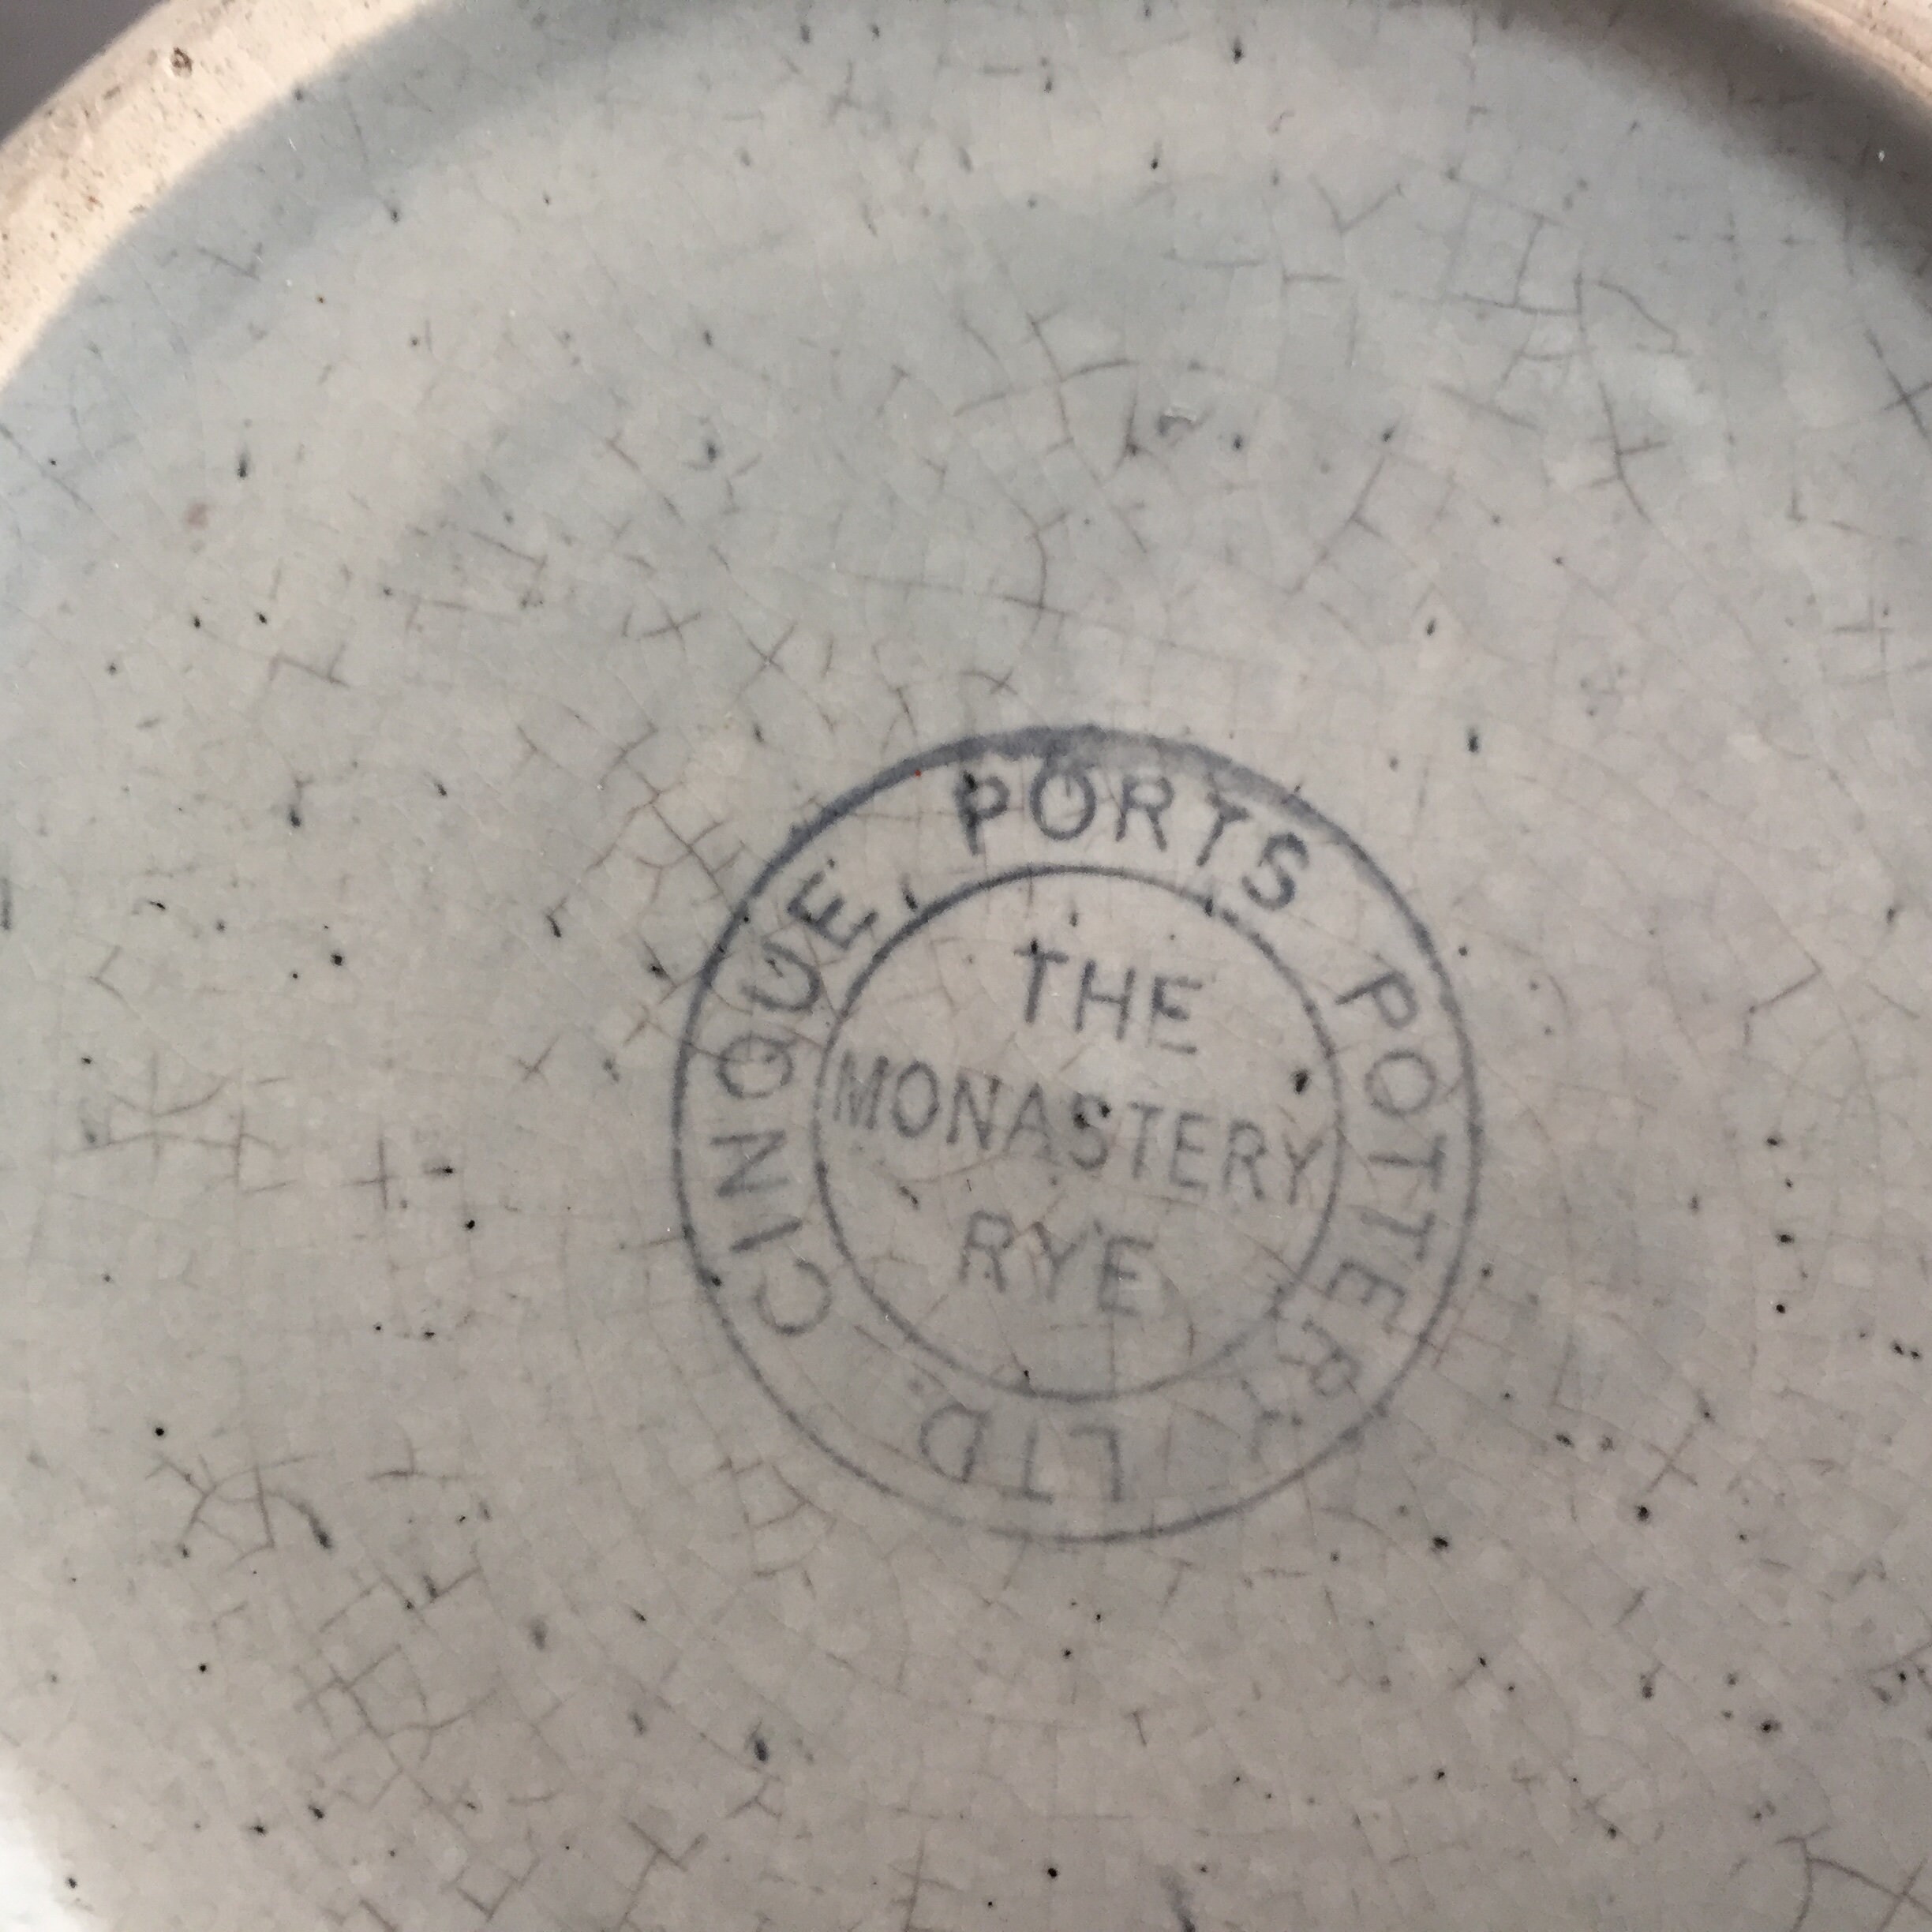 CINQUE PORTS POTTERY LTD.
THE
MONASTERY
RYE